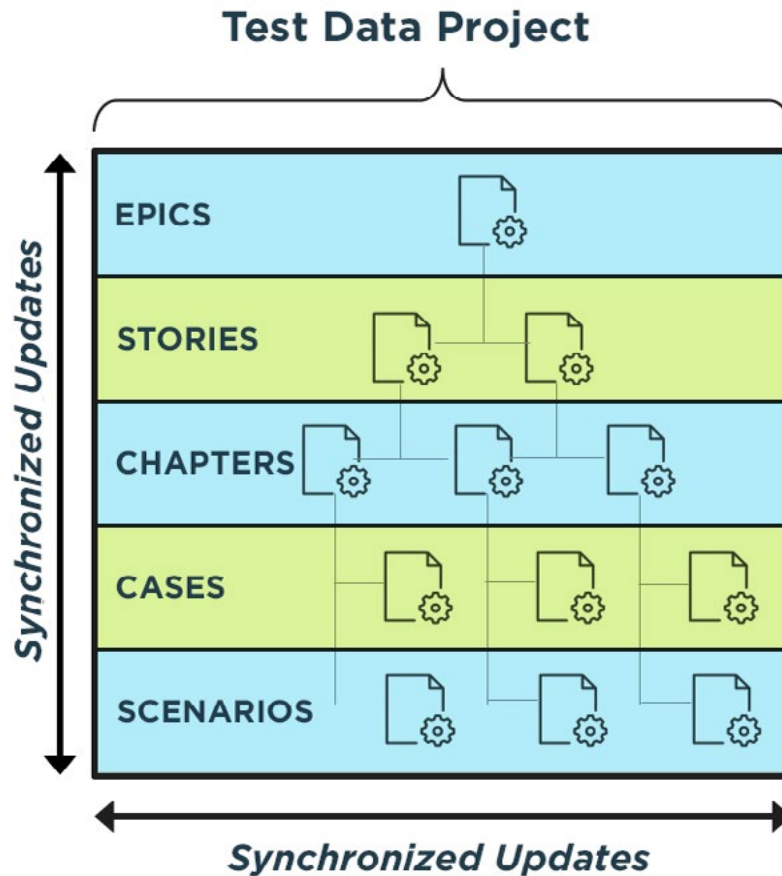 Test Data Project
EPICS
STORIES
CHAPTERS
CASES
SCENARIOS
Synchronized Updates
Synchronized Updates